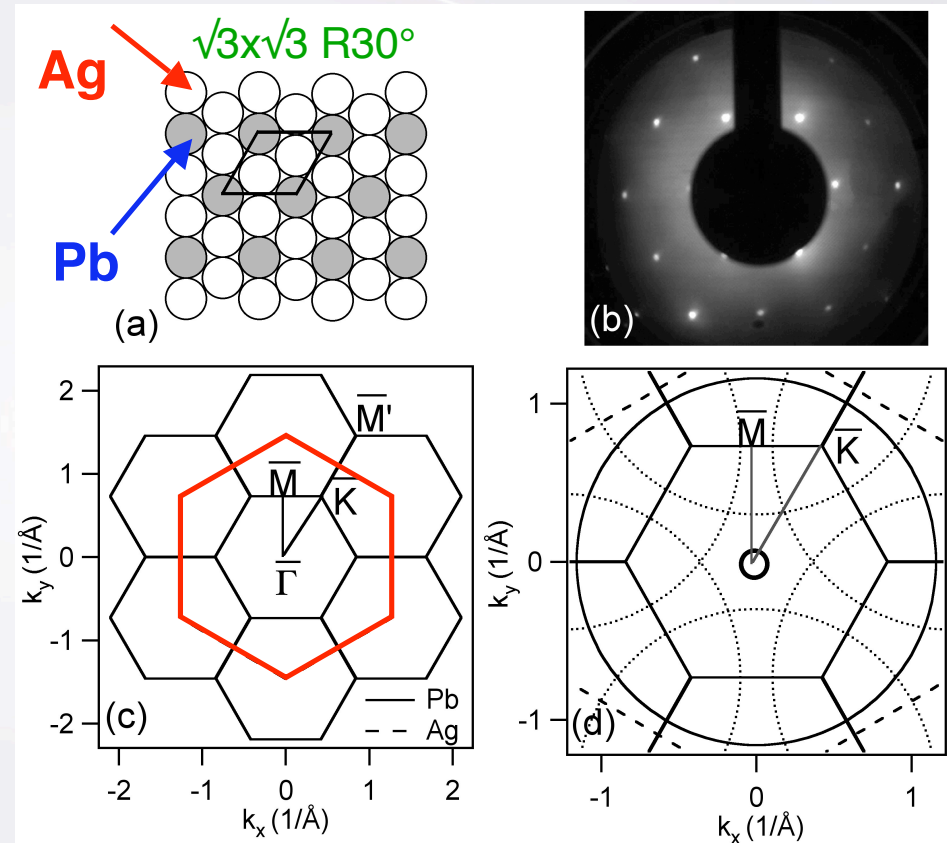 √3x√3 R30°
Ag
Pb
(a)
(b)
2
1
0
-1
-2
k_y (1/Å)
M̅'
M̅
K̅
Γ̅
Pb
Ag
(c)
-2 -1 0 1 2
k_x (1/Å)
1
0
-1
k_y (1/Å)
M̅
K̅
(d)
-1 0 1
k_x (1/Å)